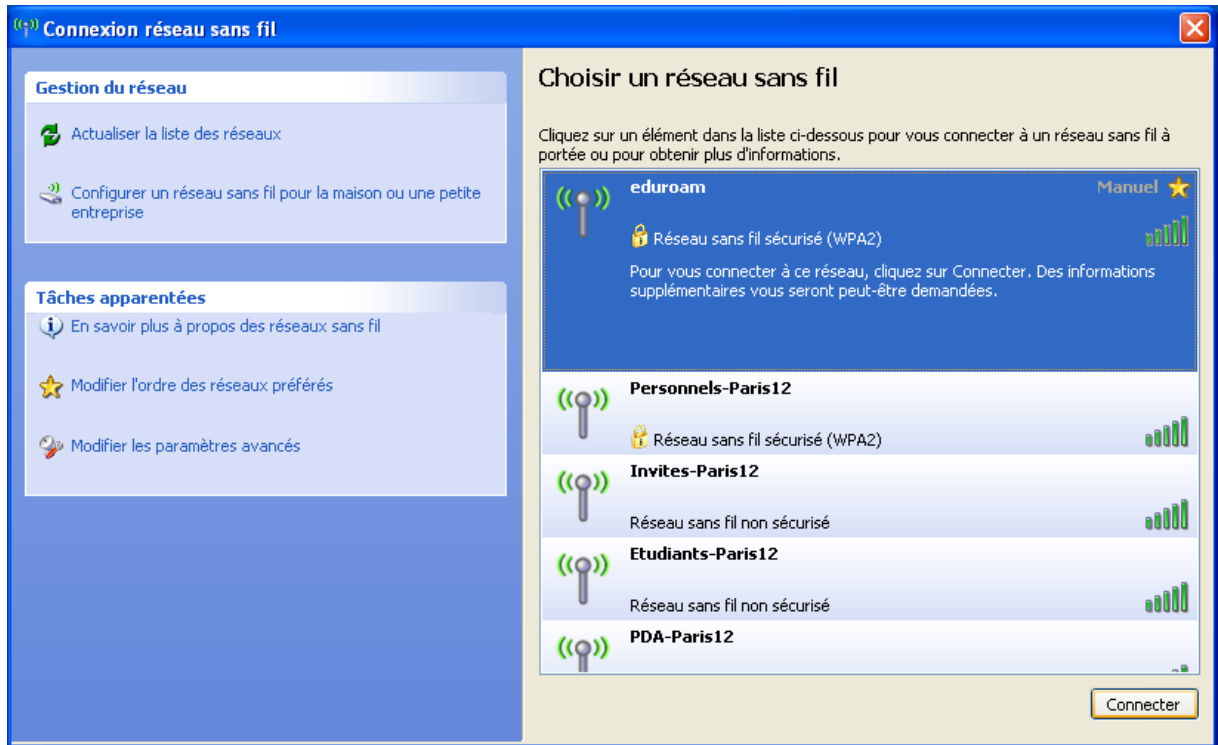 Connexion réseau sans fil
Gestion du réseau
Actualiser la liste des réseaux
Configurer un réseau sans fil pour la maison ou une petite
entreprise
Tâches apparentées
En savoir plus à propos des réseaux sans fil
Modifier l'ordre des réseaux préférés
Modifier les paramètres avancés
Choisir un réseau sans fil
Cliquez sur un élément dans la liste ci-dessous pour vous connecter à un réseau sans fil à
portée ou pour obtenir plus d'informations.
eduroam Manuel
Réseau sans fil sécurisé (WPA2)
Pour vous connecter à ce réseau, cliquez sur Connecter. Des informations
supplémentaires vous seront peut-être demandées.
Personnels-Paris12
Réseau sans fil sécurisé (WPA2)
Invites-Paris12
Réseau sans fil non sécurisé
Etudiants-Paris12
Réseau sans fil non sécurisé
PDA-Paris12
Connecter